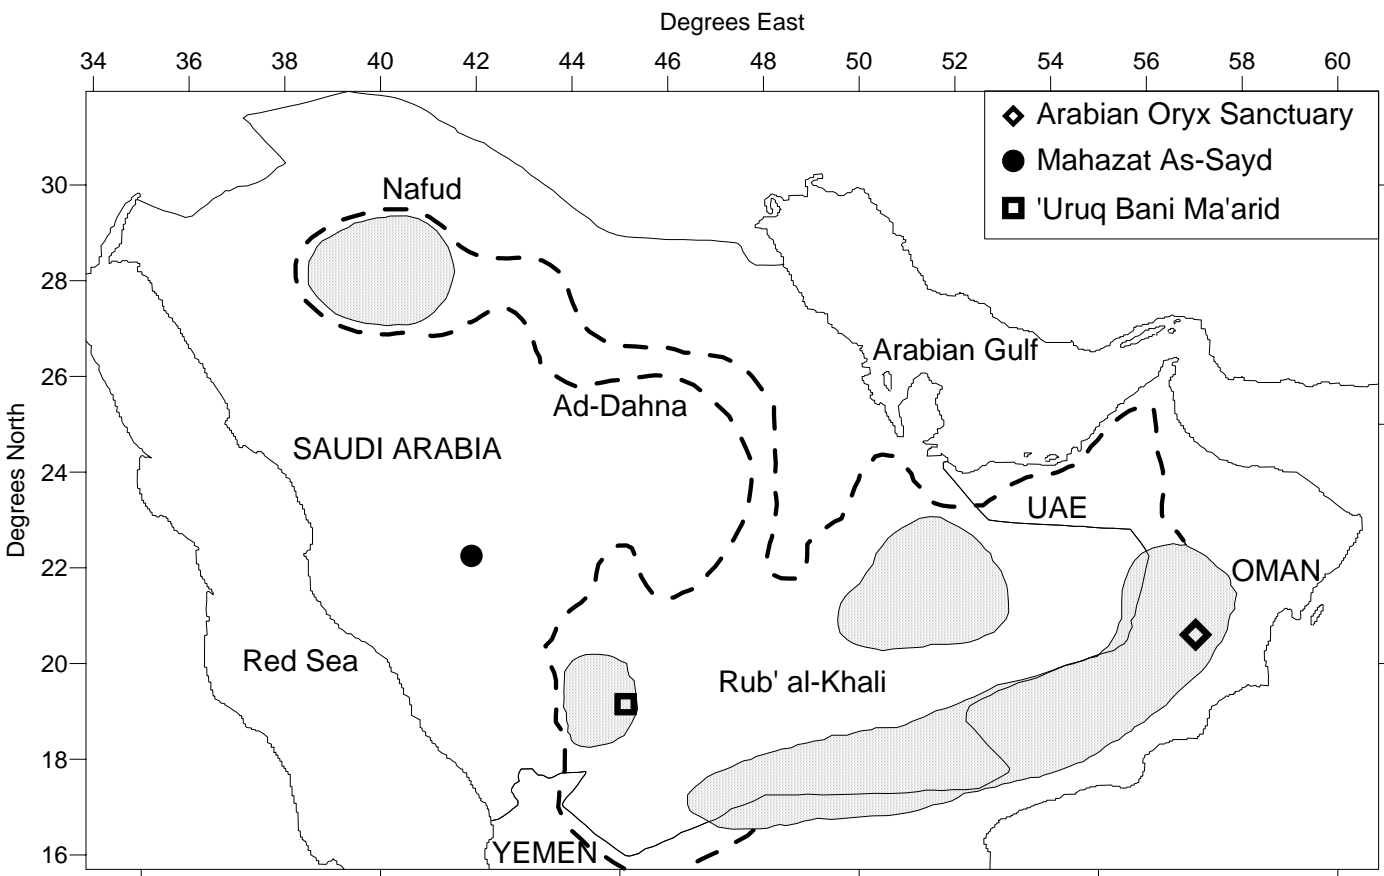 Degrees East
34 36 38 40 42 44 46 48 50 52 54 56 58 60
Arabian Oryx Sanctuary
Mahazat As-Sayd
'Uruq Bani Ma'arid
30
Nafud
28
Arabian Gulf
26
Ad-Dahna
Degrees North
SAUDI ARABIA
24
UAE
22
OMAN
20
Red Sea
Rub' al-Khali
18
16
YEMEN